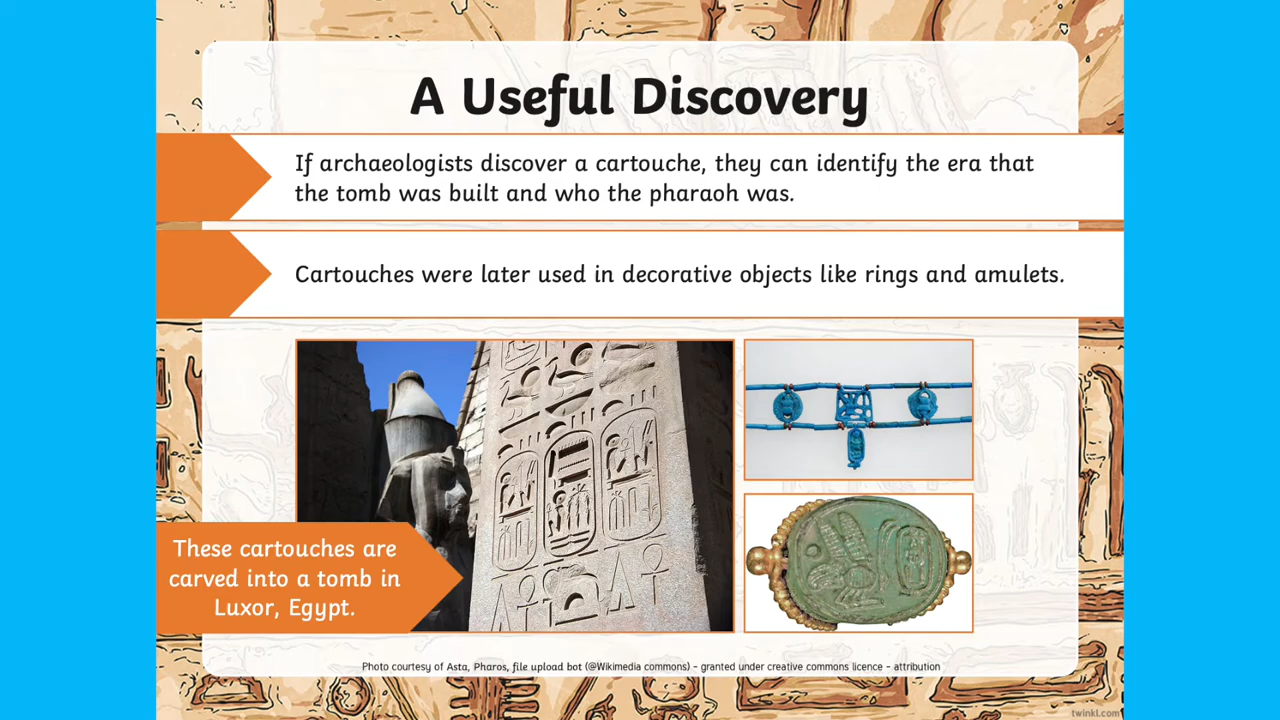 A Useful Discovery
If archaeologists discover a cartouche, they can identify the era that
the tomb was built and who the pharaoh was.
Cartouches were later used in decorative objects like rings and amulets.
These cartouches are
carved into a tomb in
Luxor, Egypt.
Photo courtesy of Asta, Pharos, file upload bot (@Wikimedia commons) – granted under creative commons licence – attribution
twinkl.com